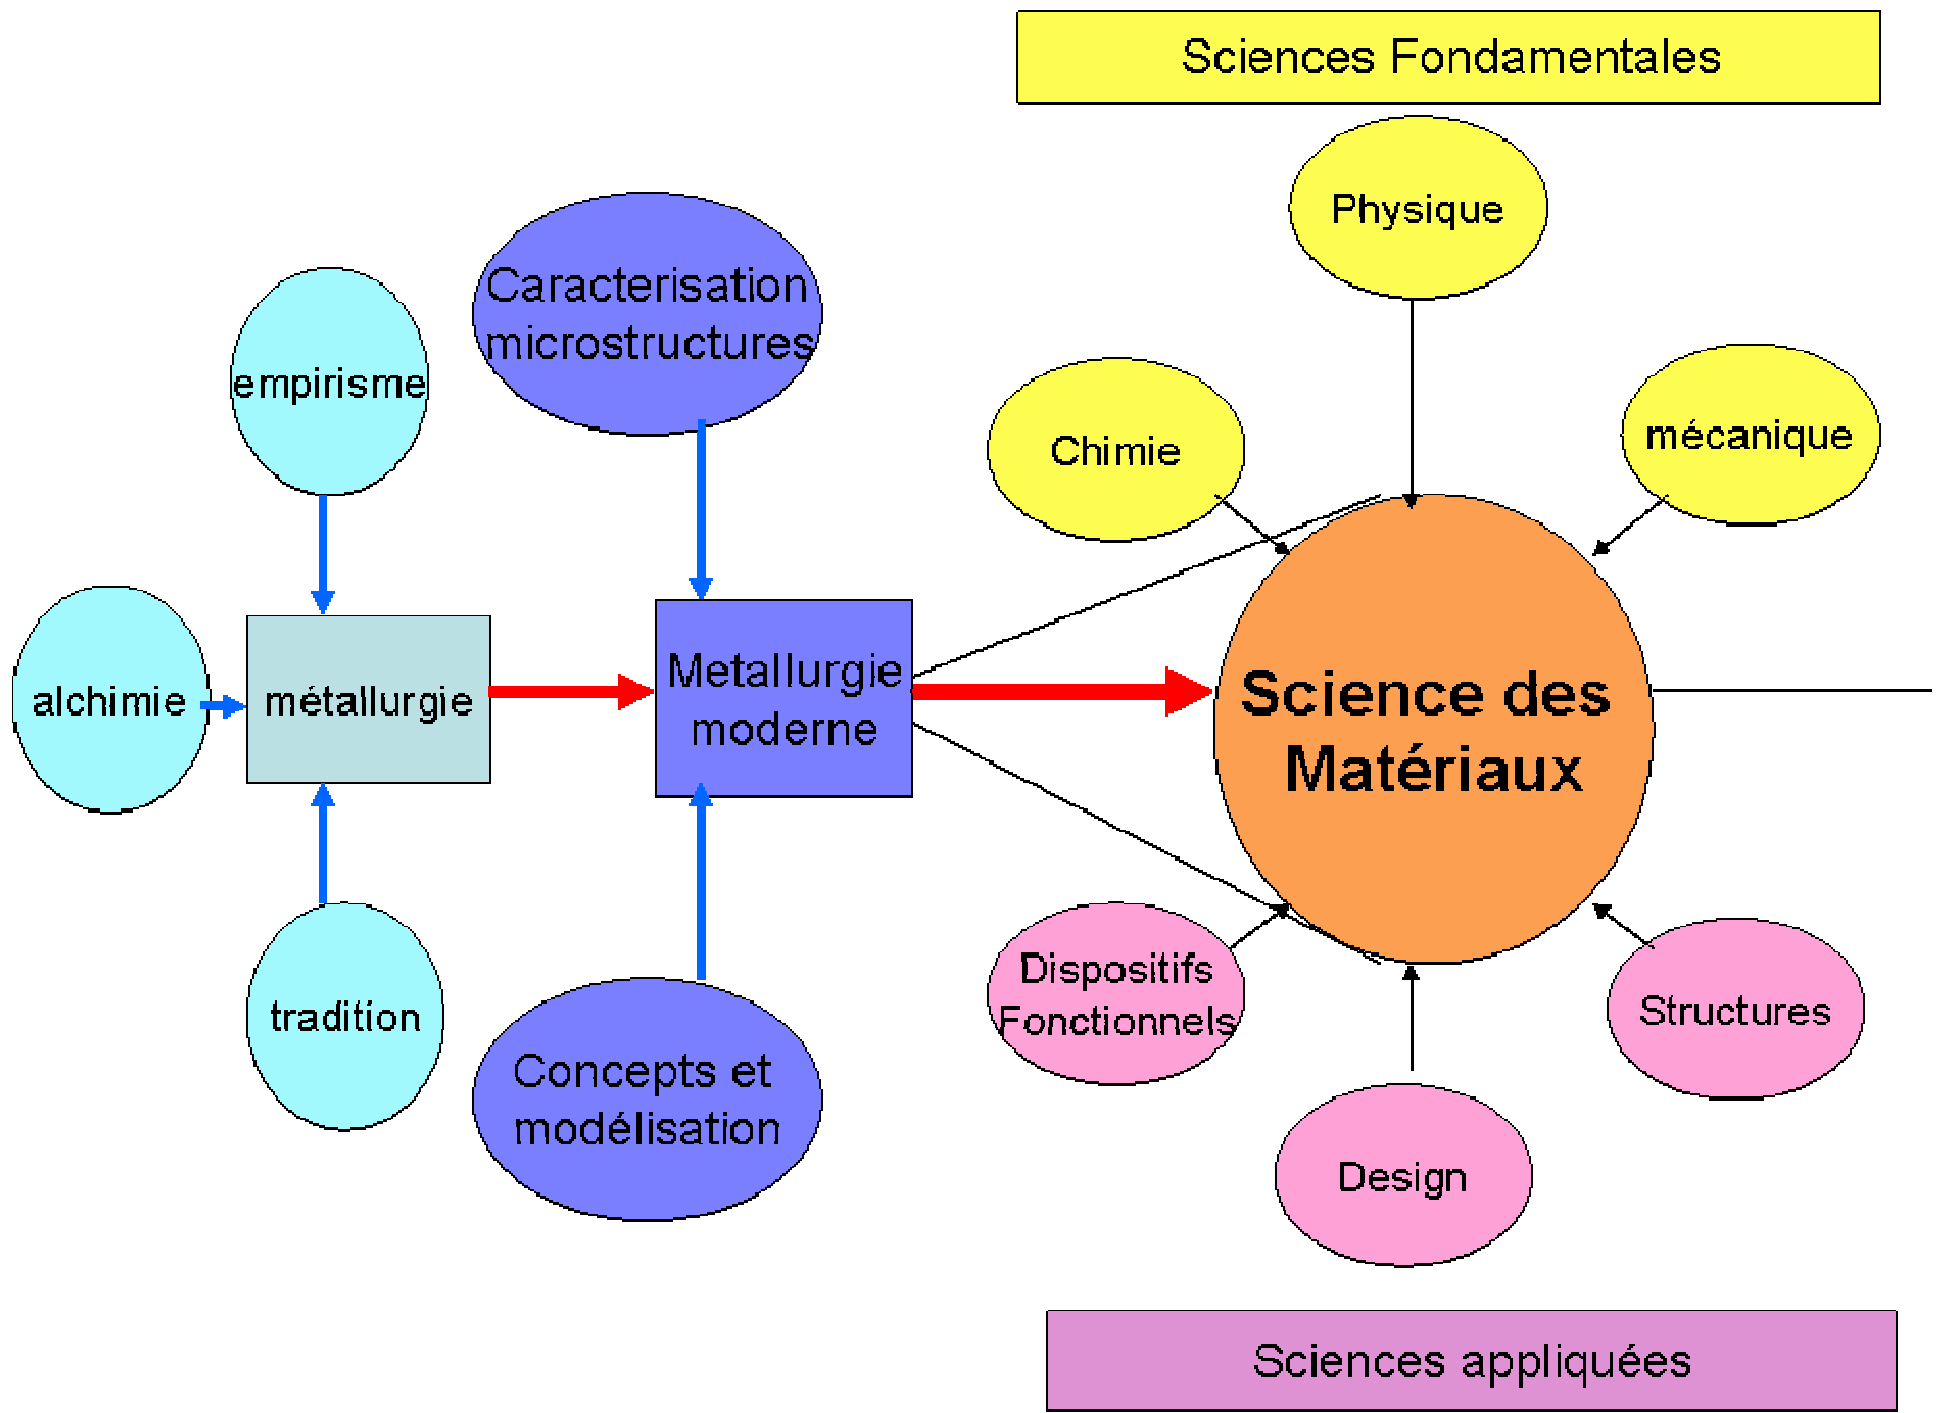 Sciences Fondamentales
Physique
Caracterisation
microstructures
empirisme
Chimie
mécanique
alchimie
métallurgie
Metallurgie
moderne
Science des
Matériaux
tradition
Concepts et
modélisation
Dispositifs
Fonctionnels
Structures
Design
Sciences appliquées